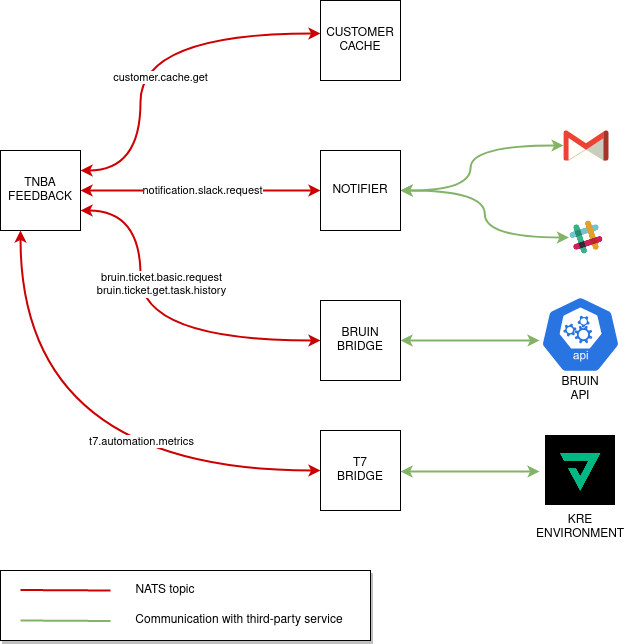 CUSTOMER
CACHE
customer.cache.get
TNBA
FEEDBACK
notification.slack.request
NOTIFIER
bruin.ticket.basic.request
bruin.ticket.get.task.history
BRUIN
BRIDGE
api
BRUIN
API
t7.automation.metrics
T7
BRIDGE
KRE
ENVIRONMENT
NATS topic
Communication with third-party service